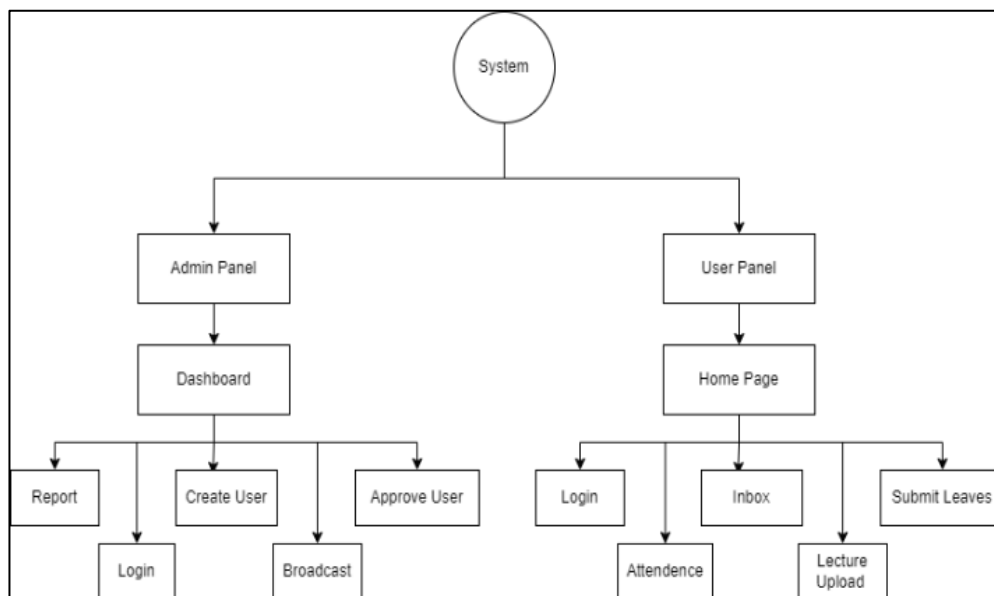 System
Admin Panel
User Panel
Dashboard
Home Page
Report
Create User
Approve User
Login
Inbox
Submit Leaves
Login
Broadcast
Attendence
Lecture
Upload